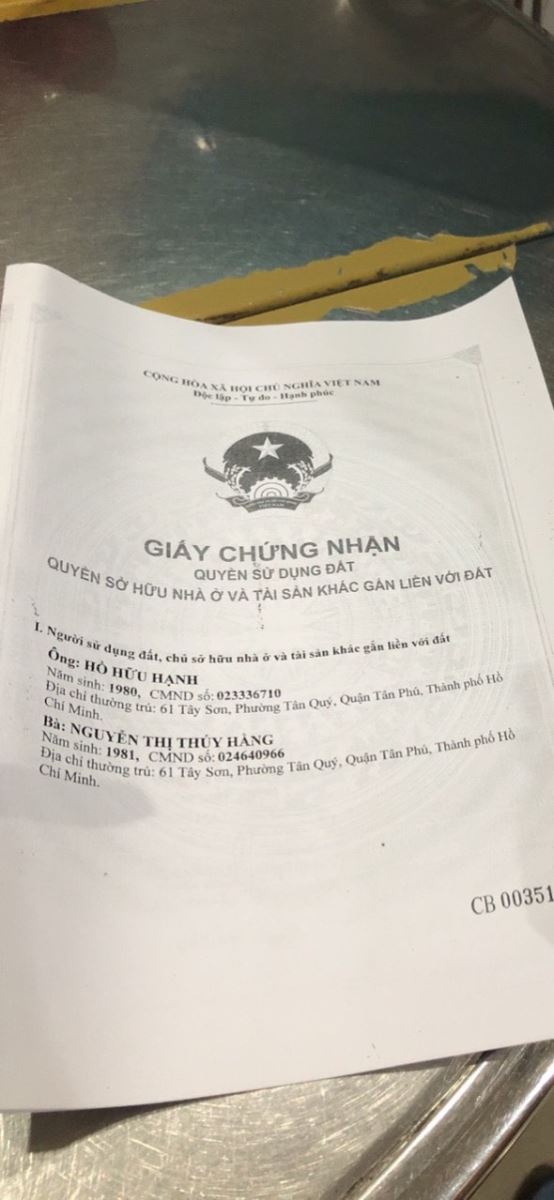 CỘNG HÒA XÃ HỘI CHỦ NGHĨA VIỆT NAM
Độc lập - Tự do - Hạnh phúc
GIẤY CHỨNG NHẬN
QUYỀN SỬ DỤNG ĐẤT
QUYỀN SỞ HỮU NHÀ Ở VÀ TÀI SẢN KHÁC GẮN LIỀN VỚI ĐẤT
I. Người sử dụng đất, chủ sở hữu nhà ở và tài sản khác gắn liền với đất
Ông: HỒ HỮU HẠNH
Năm sinh: 1980, CMND số: 023336710
Địa chỉ thường trú: 61 Tây Sơn, Phường Tân Quý, Quận Tân Phú, Thành phố Hồ
Chí Minh.
Bà: NGUYỄN THỊ THÚY HẰNG
Năm sinh: 1981, CMND số: 024640966
Địa chỉ thường trú: 61 Tây Sơn, Phường Tân Quý, Quận Tân Phú, Thành phố Hồ
Chí Minh.
CB 00351